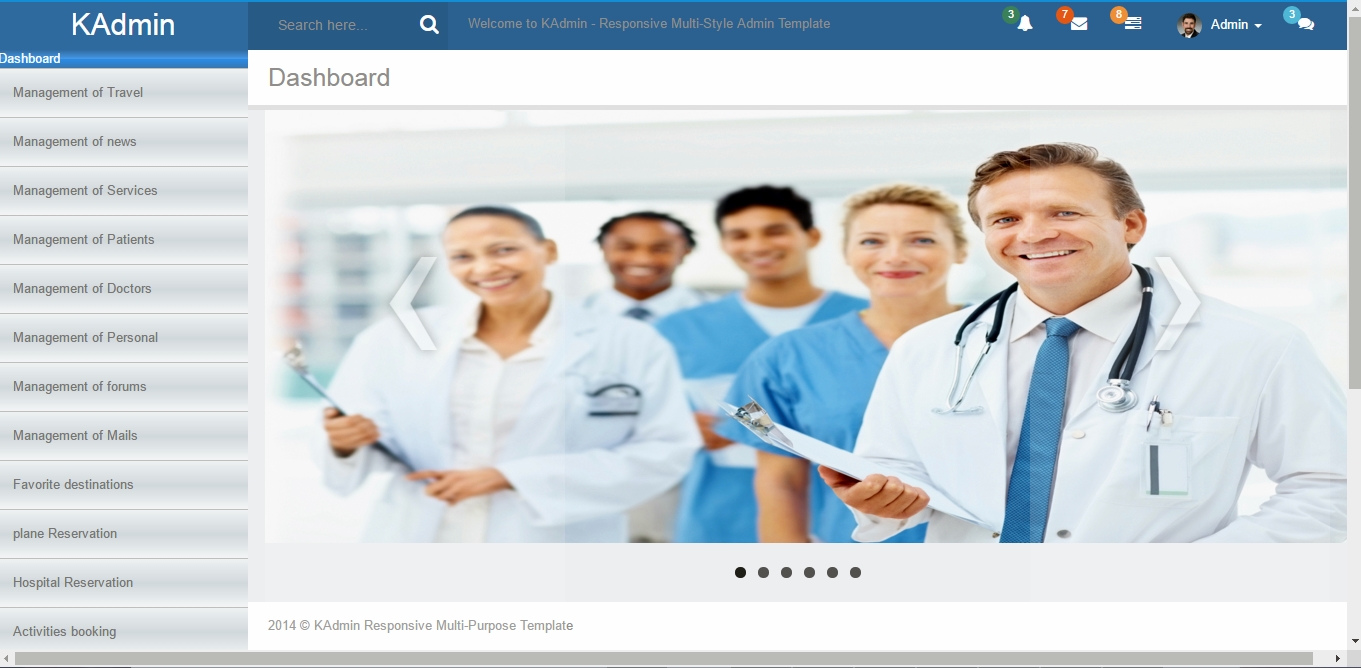 KAdmin
Search here...
Welcome to KAdmin - Responsive Multi-Style Admin Template
3
7
8
Admin
3
Dashboard
Dashboard
Management of Travel
Management of news
Management of Services
Management of Patients
Management of Doctors
Management of Personal
Management of forums
Management of Mails
Favorite destinations
plane Reservation
Hospital Reservation
Activities booking
2014 © KAdmin Responsive Multi-Purpose Template